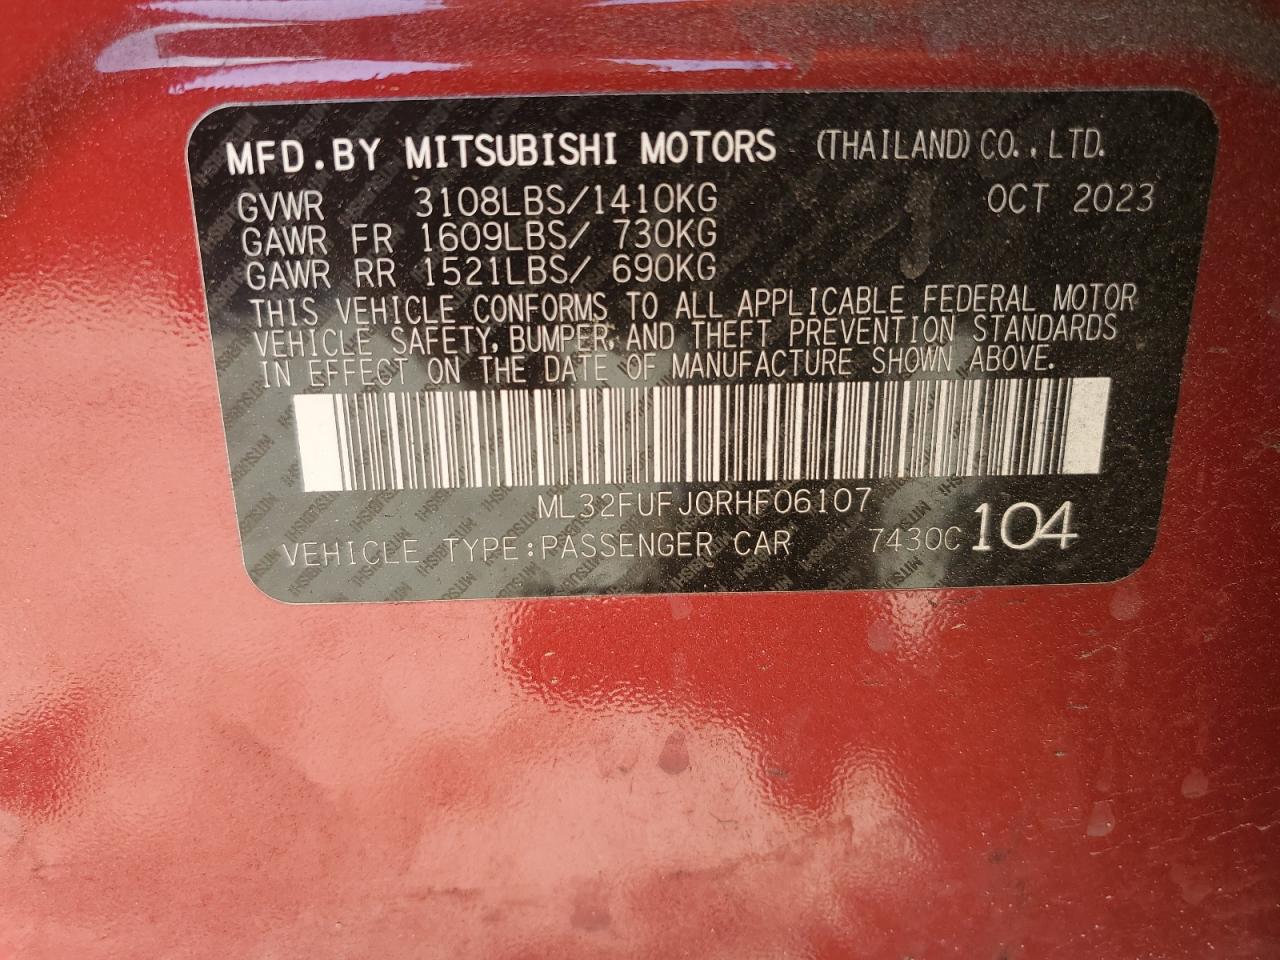 MFD.BY MITSUBISHI MOTORS (THAILAND) CO.,LTD.
GVWR 3108LBS/1410KG OCT 2023
GAWR FR 1609LBS/ 730KG
GAWR RR 1521LBS/ 690KG
THIS VEHICLE CONFORMS TO ALL APPLICABLE FEDERAL MOTOR
VEHICLE SAFETY, BUMPER, AND THEFT PREVENTION STANDARDS
IN EFFECT ON THE DATE OF MANUFACTURE SHOWN ABOVE.
ML32FUFJ0RHF06107
VEHICLE TYPE:PASSENGER CAR 7430C 104